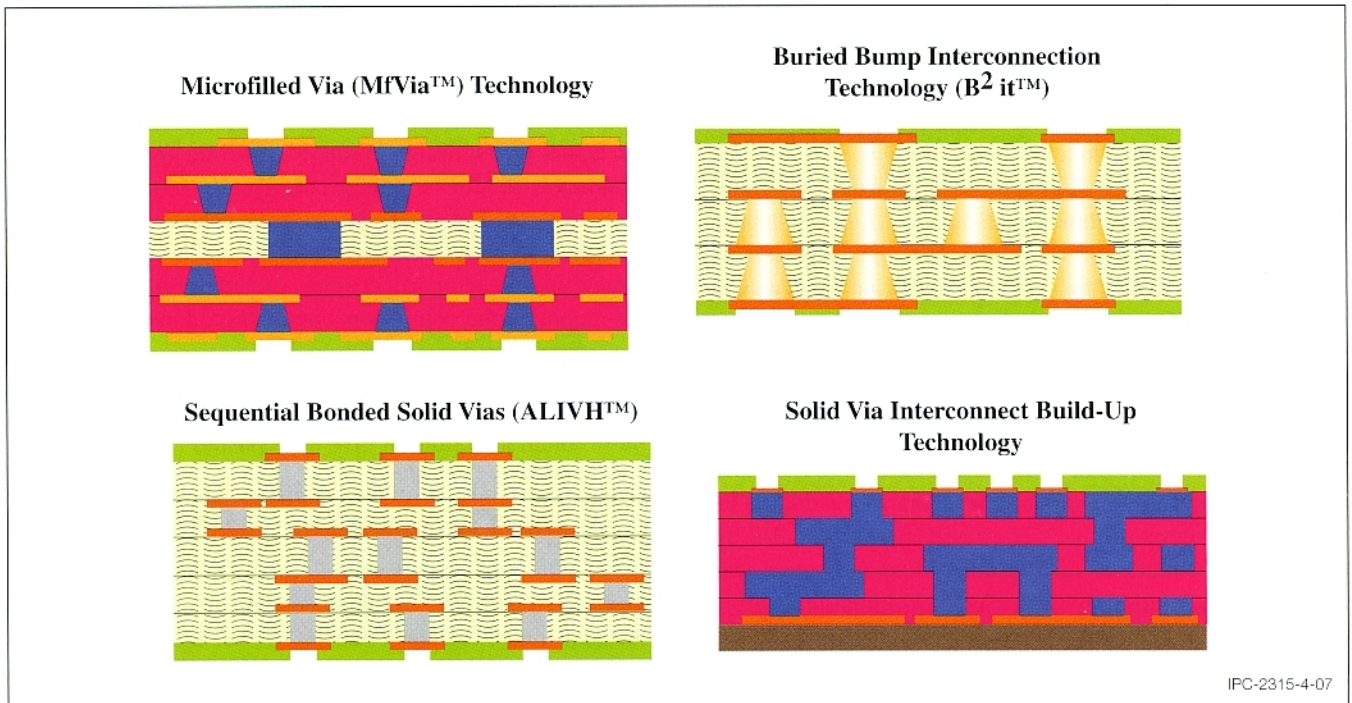 Microfilled Via (MfVia™) Technology
Buried Bump Interconnection
Technology (B² it™)
Sequential Bonded Solid Vias (ALIVH™)
Solid Via Interconnect Build-Up
Technology
IPC-2315-4-07